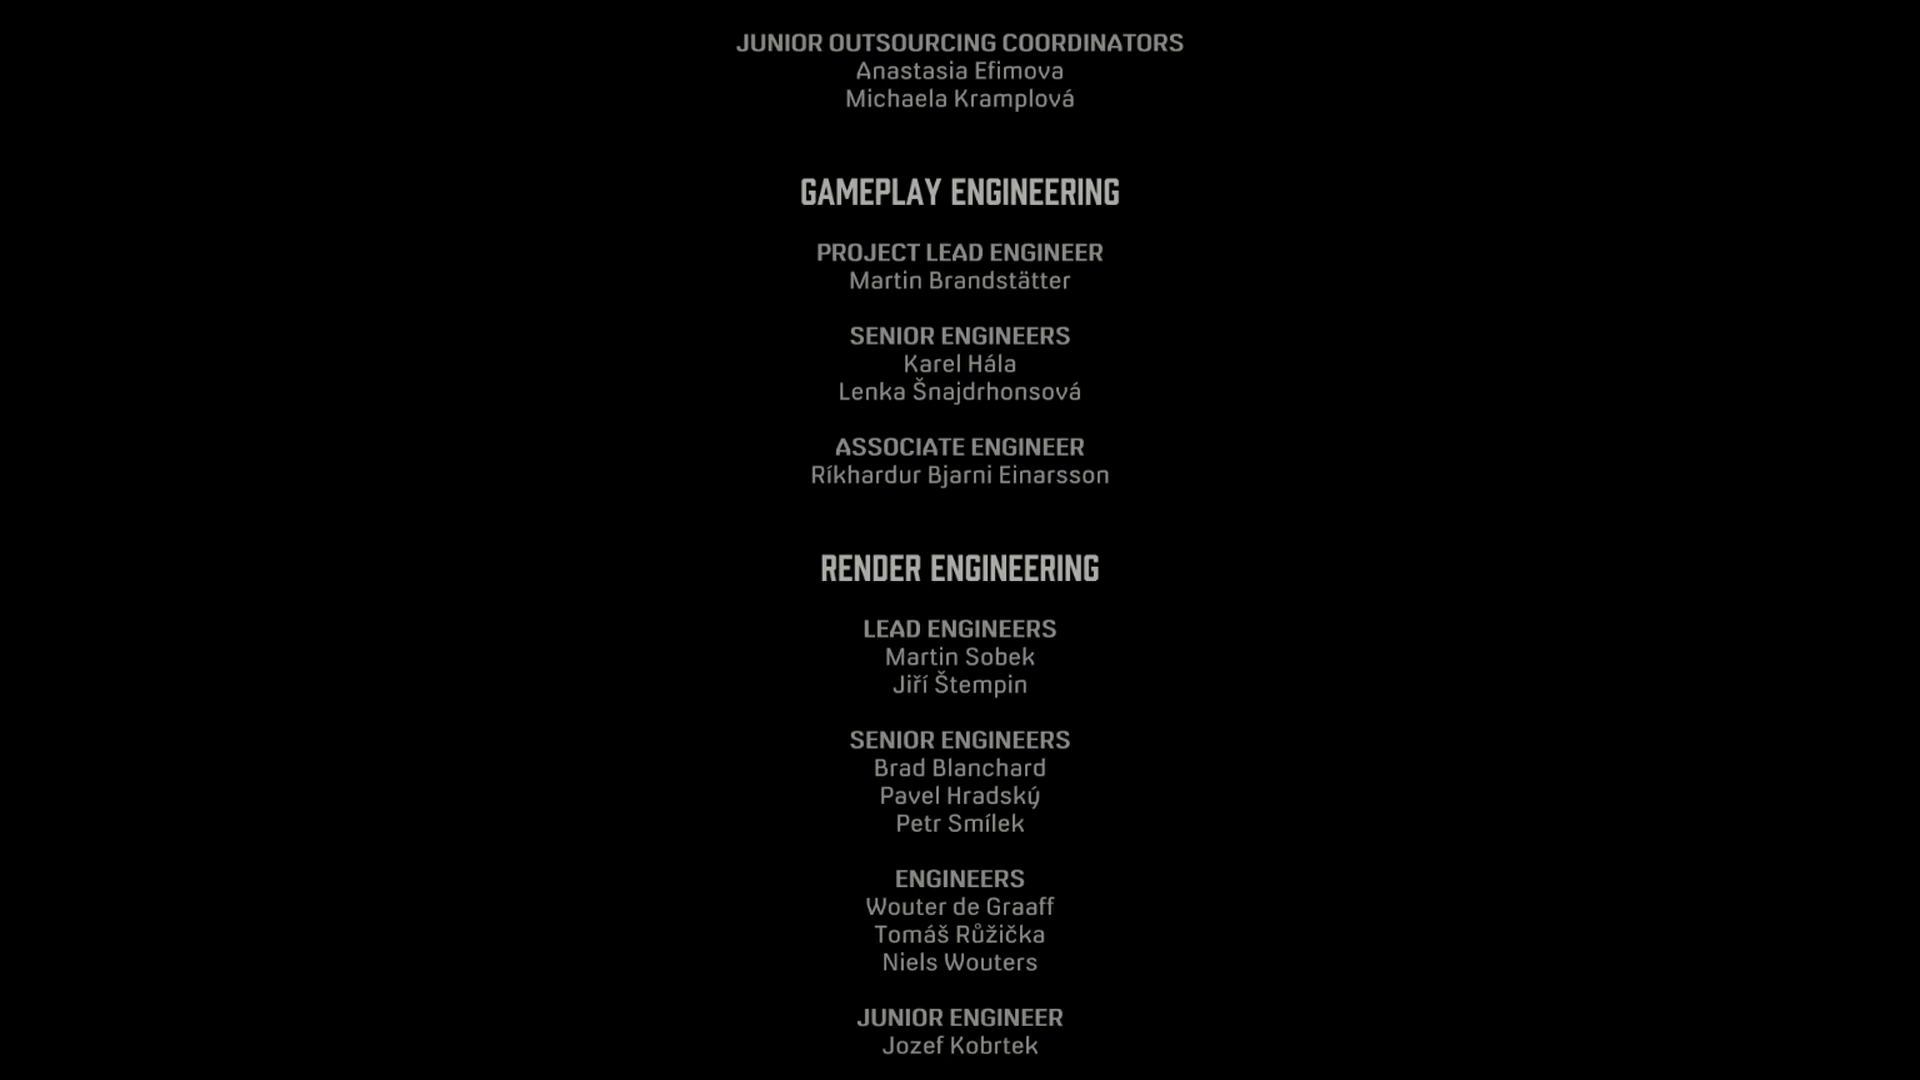 JUNIOR OUTSOURCING COORDINATORS
Anastasia Efimova
Michaela Kramplová
GAMEPLAY ENGINEERING
PROJECT LEAD ENGINEER
Martin Brandstätter
SENIOR ENGINEERS
Karel Hála
Lenka Šnajdrhonsová
ASSOCIATE ENGINEER
Ríkhardur Bjarni Einarsson
RENDER ENGINEERING
LEAD ENGINEERS
Martin Sobek
Jiří Štempin
SENIOR ENGINEERS
Brad Blanchard
Pavel Hradský
Petr Smílek
ENGINEERS
Wouter de Graaff
Tomáš Růžička
Niels Wouters
JUNIOR ENGINEER
Jozef Kobrtek